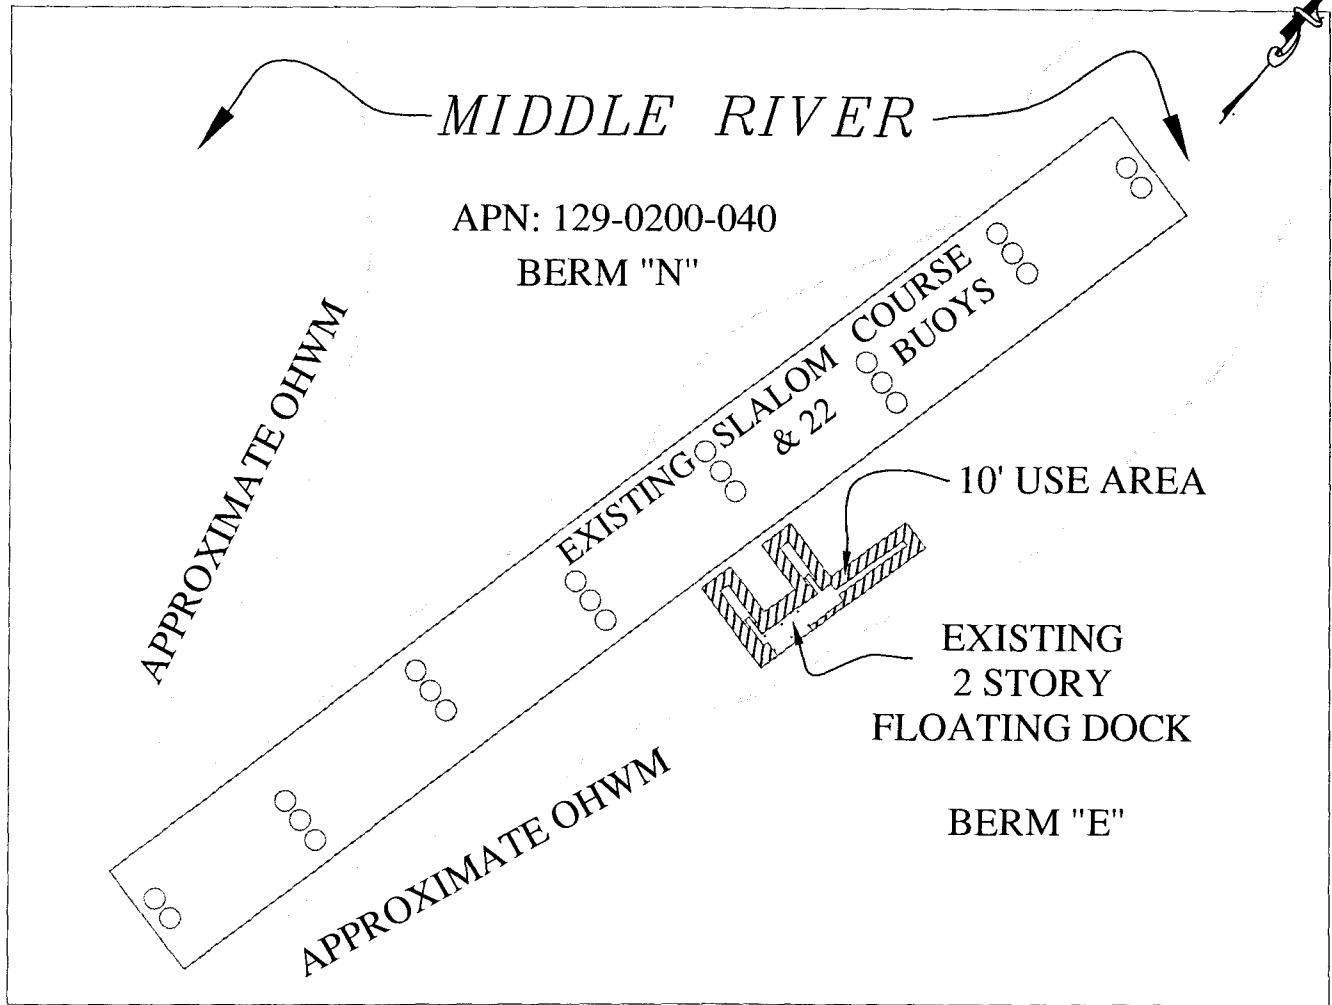 MIDDLE RIVER
APN: 129-0200-040
BERM "N"
APPROXIMATE OHWM
EXISTING SLALOM COURSE
& 22 BUOYS
10' USE AREA
EXISTING
2 STORY
FLOATING DOCK
BERM "E"
APPROXIMATE OHWM